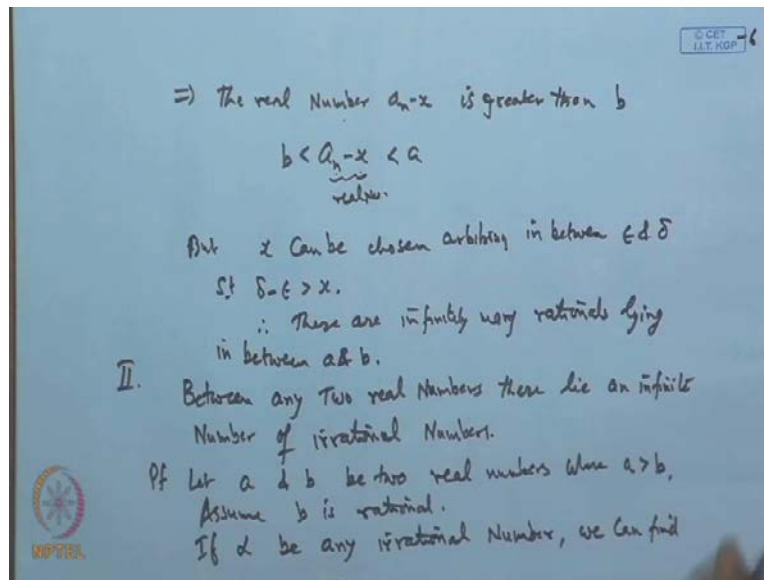 © CET
I.I.T. KGP
-6
=) The real Number aₙ-x is greater than b
b < aₙ-x < a
real no.
But x Can be chosen arbitrary in between ε & δ
S.t δ-ε > x.
∴ There are infinitely many rationals lying
in between a & b.
II. Between any Two real Numbers there lie an infinite
Number of irrational Numbers.
Pf Let a & b be two real numbers where a > b,
Assume b is rational.
If α be any irrational Number, we can find
NPTEL